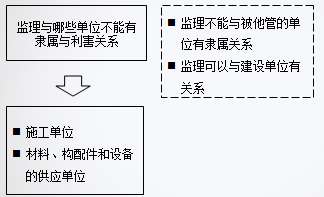 监理与哪些单位不能有
隶属与利害关系
施工单位
材料、构配件和设备
的供应单位
监理不能与被他管的单
位有隶属关系
监理可以与建设单位有
关系